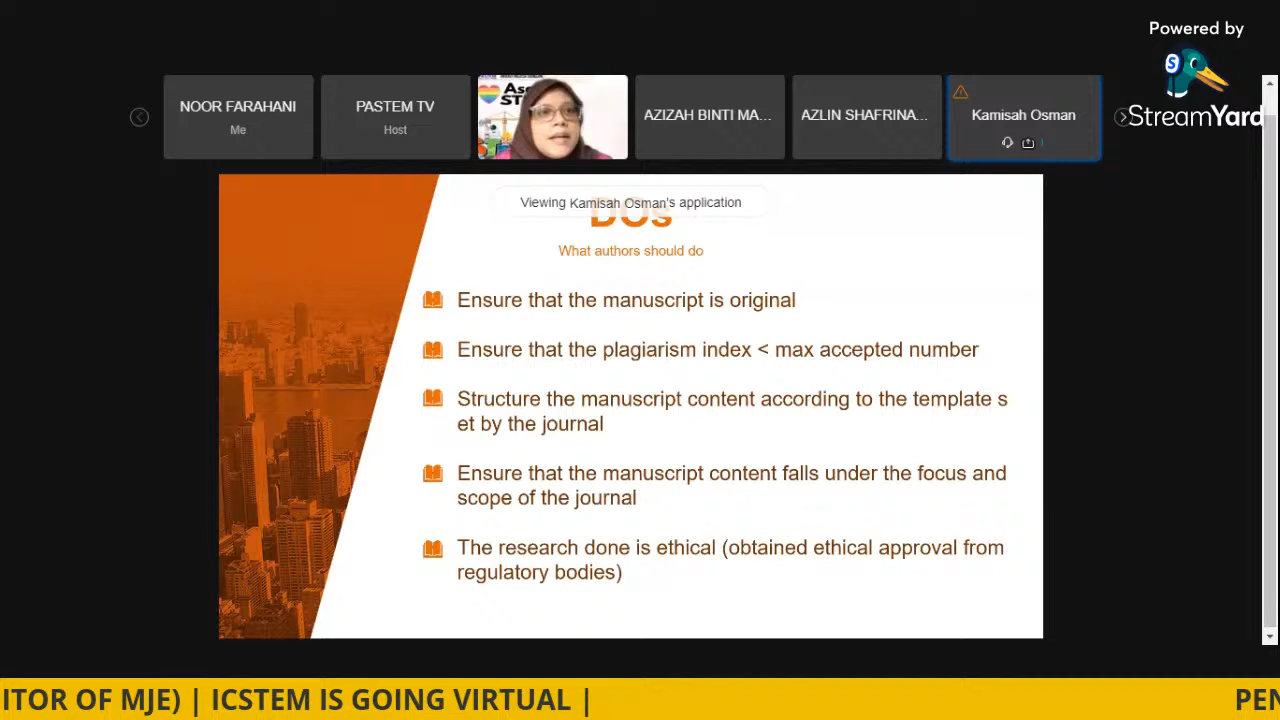 Powered by
StreamYard
NOOR FARAHANI
Me
PASTEM TV
Host
AZIZAH BINTI MA...
AZLIN SHAFRINA...
Kamisah Osman
Viewing Kamisah Osman's application
DOs
What authors should do
Ensure that the manuscript is original
Ensure that the plagiarism index < max accepted number
Structure the manuscript content according to the template s
et by the journal
Ensure that the manuscript content falls under the focus and
scope of the journal
The research done is ethical (obtained ethical approval from
regulatory bodies)
ITOR OF MJE) | ICSTEM IS GOING VIRTUAL |
PEN